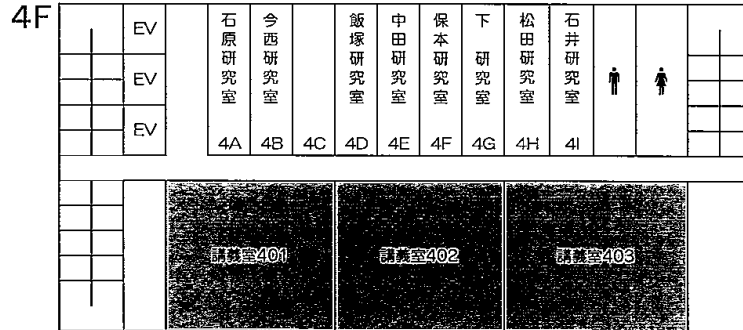 4F
EV
EV
EV
石原研究室
4A
今西研究室
4B
4C
飯塚研究室
4D
中田研究室
4E
保本研究室
4F
下 研究室
4G
松田研究室
4H
石井研究室
4I
講義室401
講義室402
講義室403